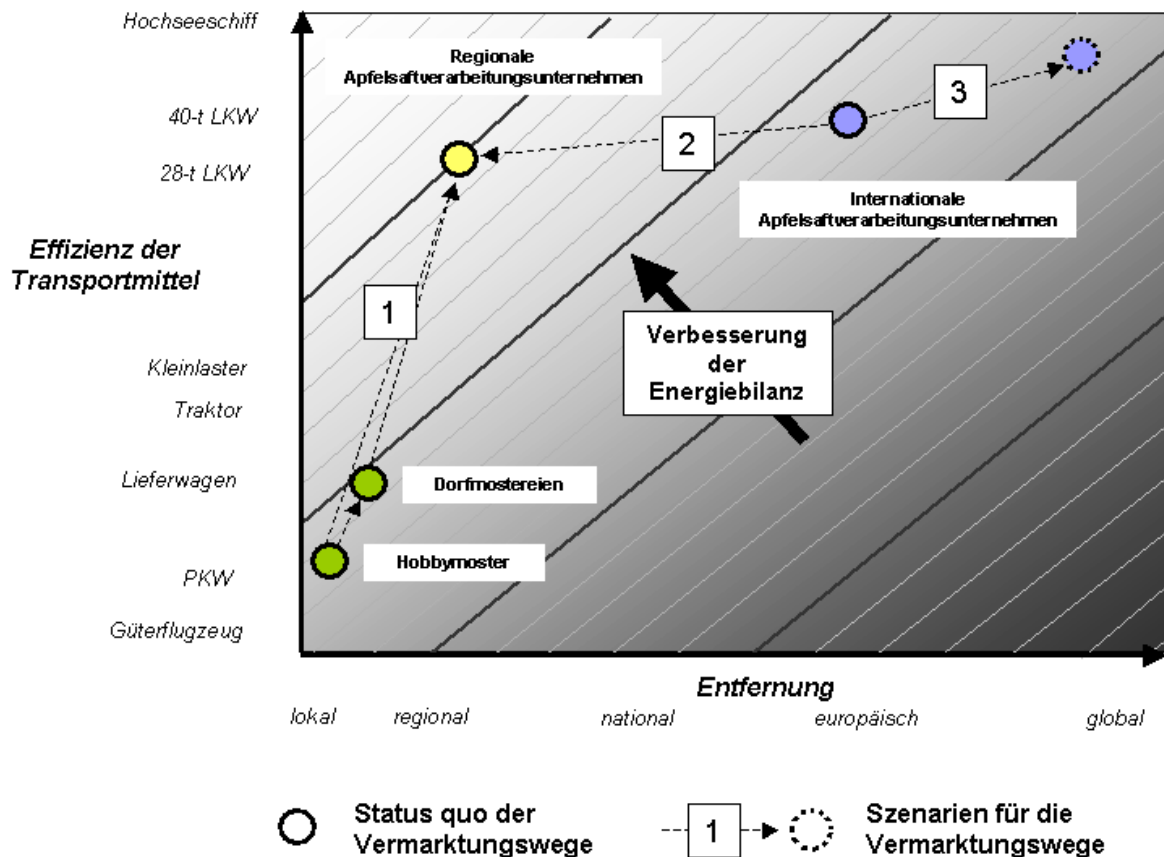 Hochseeschiff
Regionale
Apfelsaftverarbeitungsunternehmen
3
40-t LKW
2
28-t LKW
Internationale
Apfelsaftverarbeitungsunternehmen
Effizienz der
Transportmittel
1
Verbesserung
der
Energiebilanz
Kleinlaster
Traktor
Lieferwagen
Dorfmostereien
Hobbymoster
PKW
Güterflugzeug
Entfernung
lokal
regional
national
europäisch
global
Status quo der
Vermarktungswege
1
Szenarien für die
Vermarktungswege